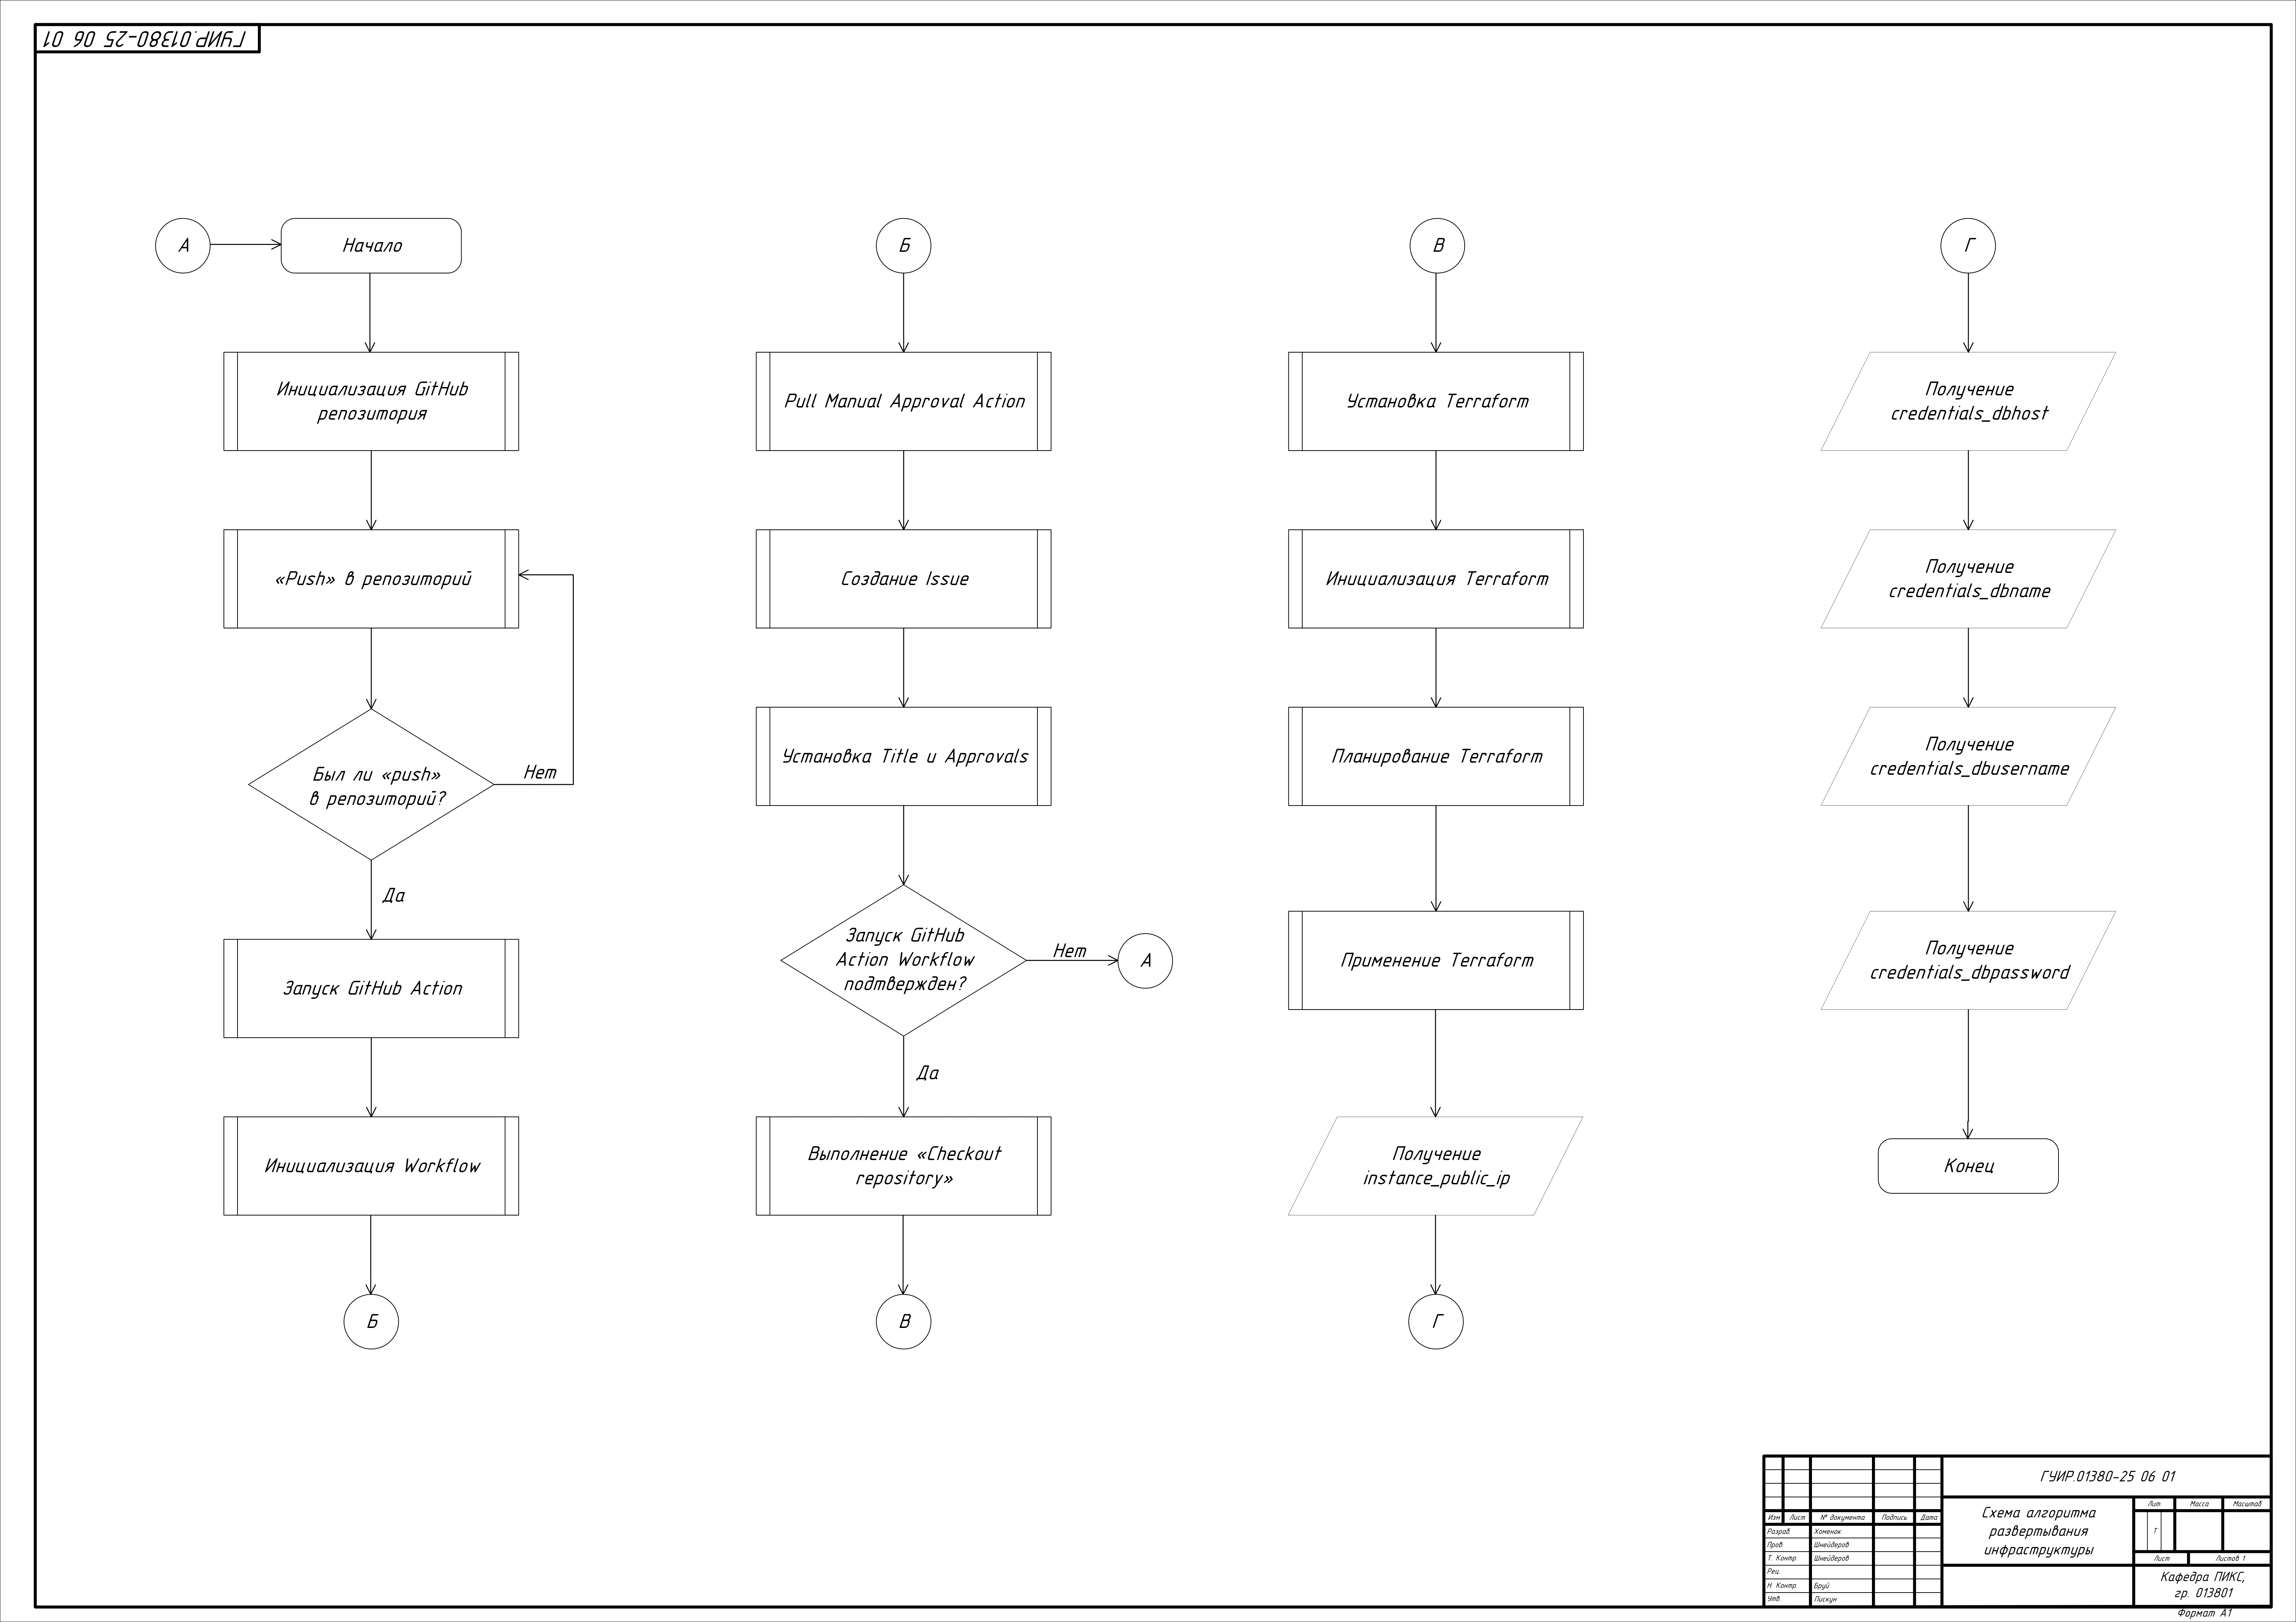 ГУИР.01380-25 06 01
А
Начало
Инициализация GitHub
репозитория
«Push» в репозиторий
Был ли «push»
в репозиторий?
Нет
Да
Запуск GitHub Action
Инициализация Workflow
Б
Б
Pull Manual Approval Action
Создание Issue
Установка Title и Approvals
Запуск GitHub
Action Workflow
подтвержден?
Нет
А
Да
Выполнение «Checkout
repository»
В
В
Установка Terraform
Инициализация Terraform
Планирование Terraform
Применение Terraform
Получение
instance_public_ip
Г
Г
Получение
credentials_dbhost
Получение
credentials_dbname
Получение
credentials_dbusername
Получение
credentials_dbpassword
Конец
ГУИР.01380-25 06 01
Схема алгоритма
развертывания
инфраструктуры
Лит Масса Масштаб
Т
Лист Листов 1
Изм Лист № документа Подпись Дата
Разраб Хоменок
Пров Шнейдеров
Т. Контр Шнейдеров
Рец
Н. Контр Бруй
Утв Пискун
Кафедра ПИКС,
гр. 013801
Формат А1